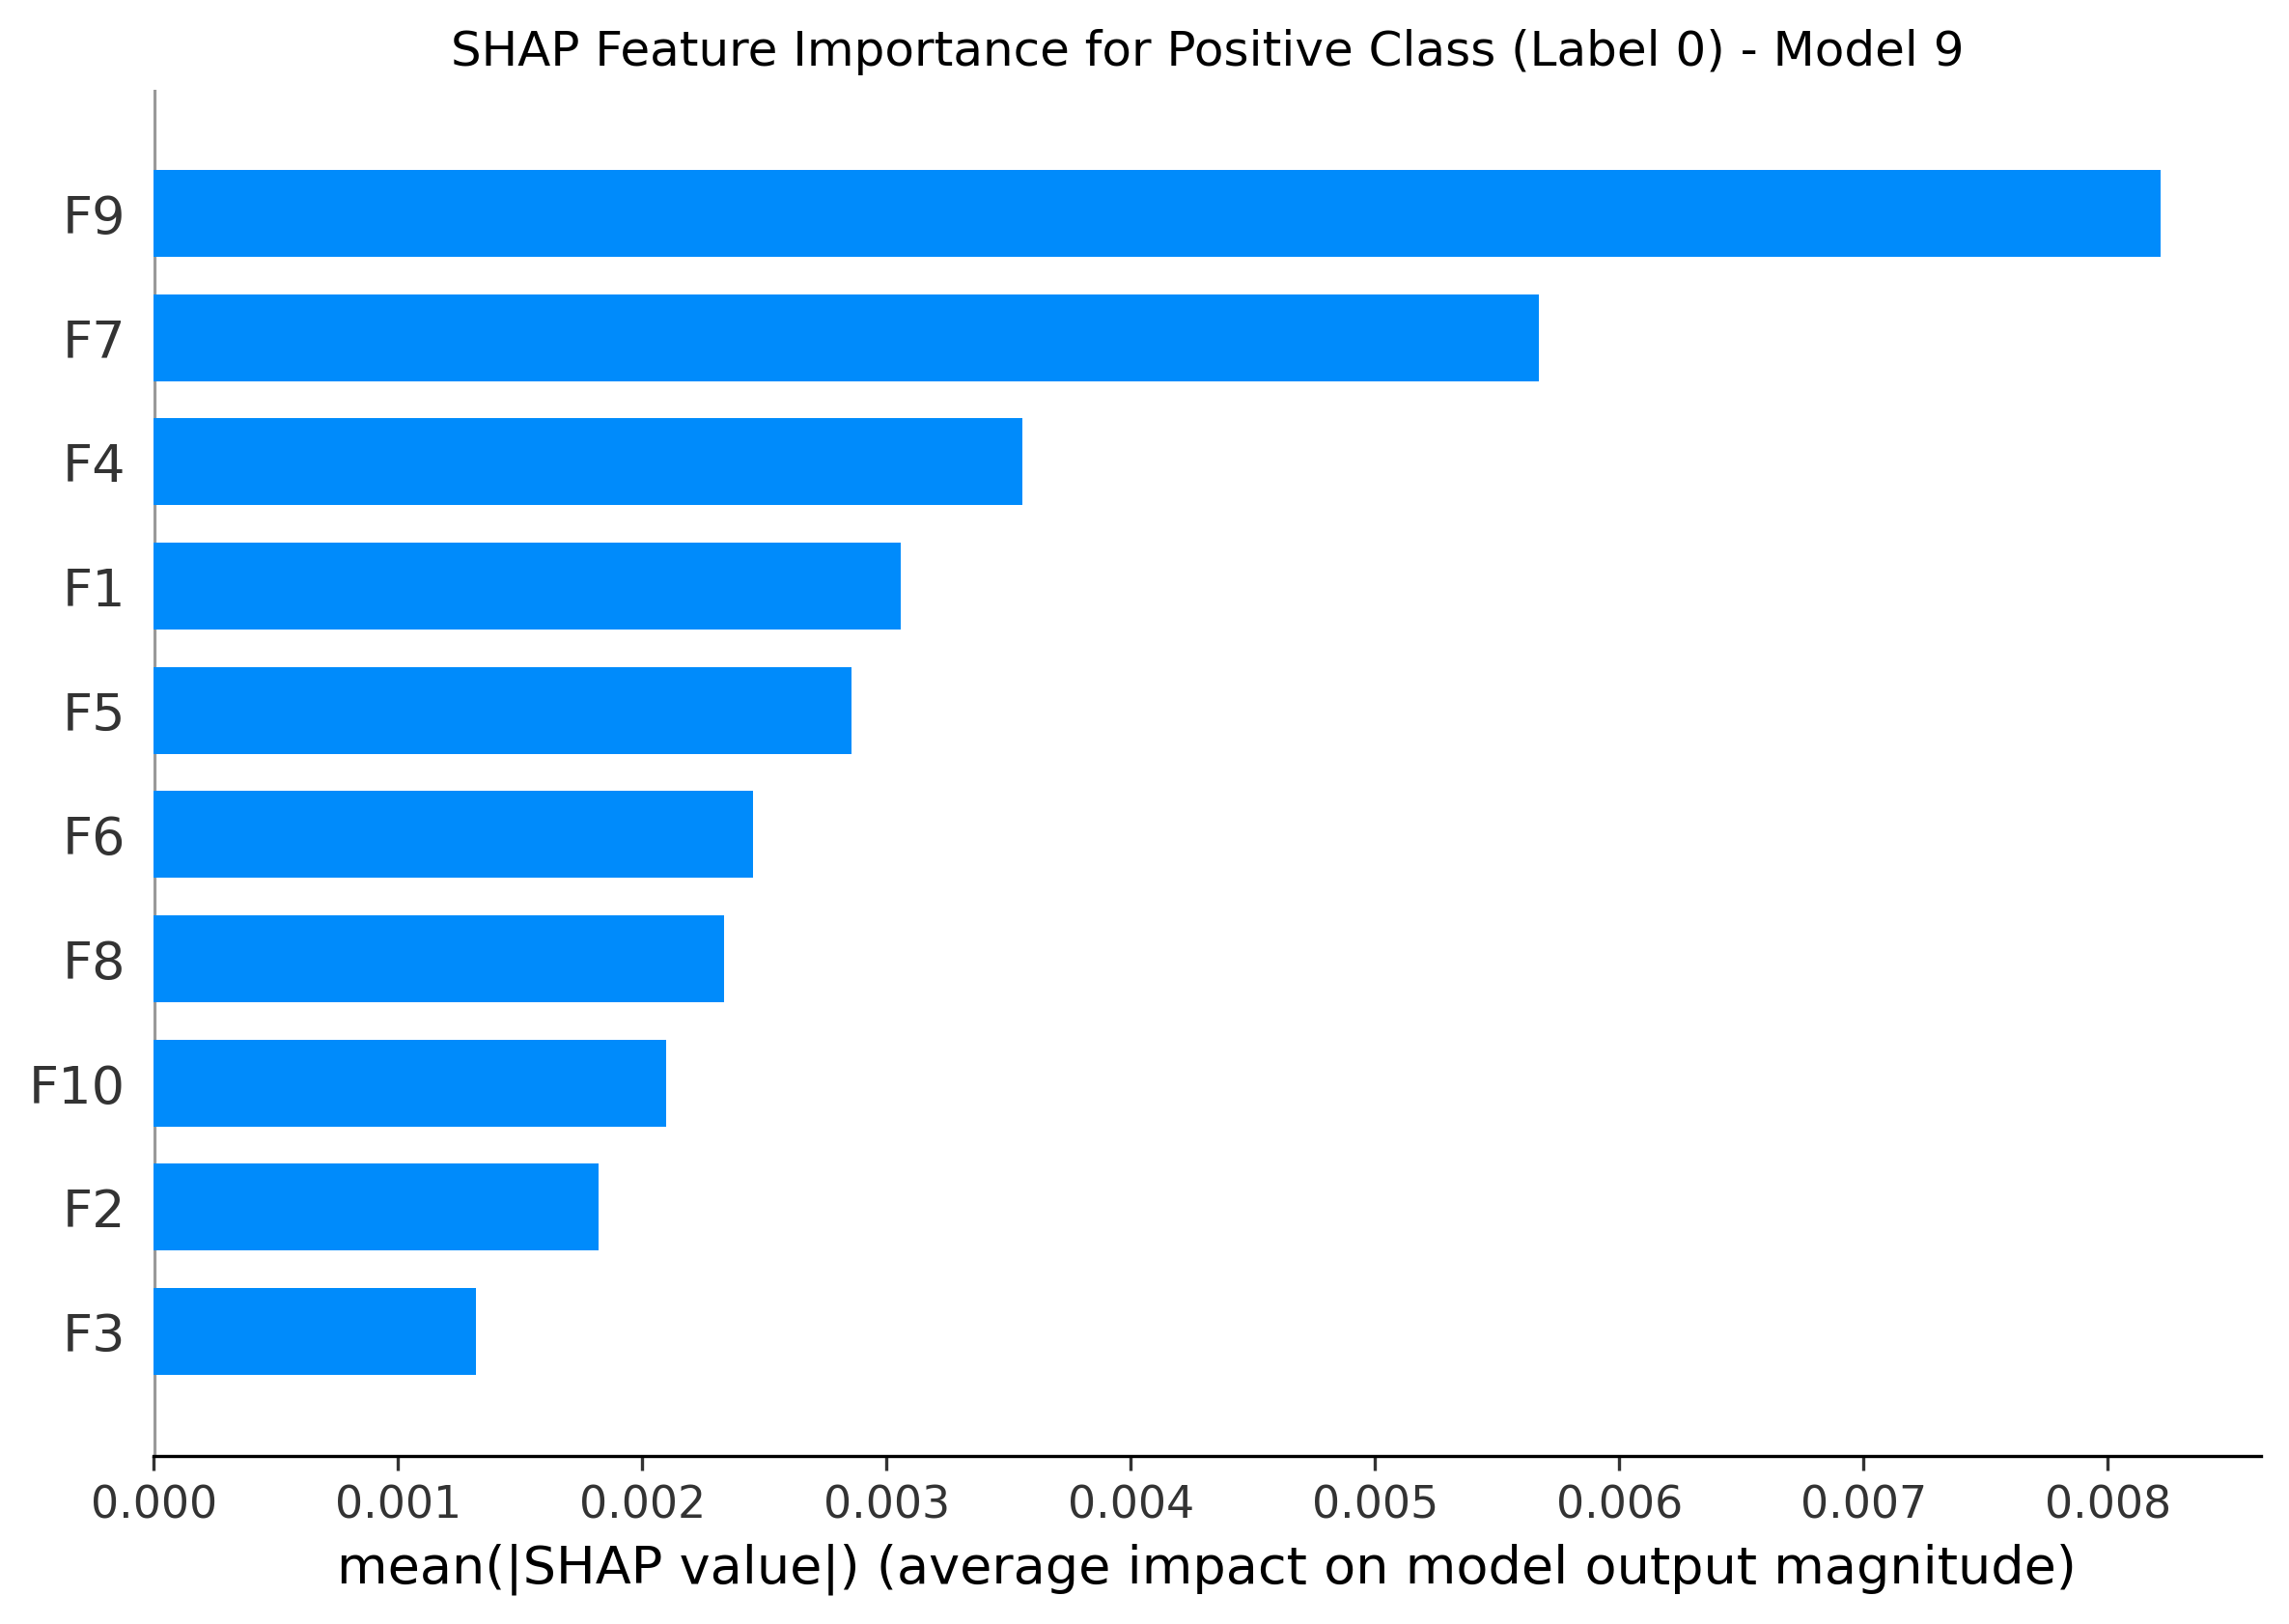 SHAP Feature Importance for Positive Class (Label 0) - Model 9
F9
F7
F4
F1
F5
F6
F8
F10
F2
F3
0.000 0.001 0.002 0.003 0.004 0.005 0.006 0.007 0.008
mean(|SHAP value|) (average impact on model output magnitude)